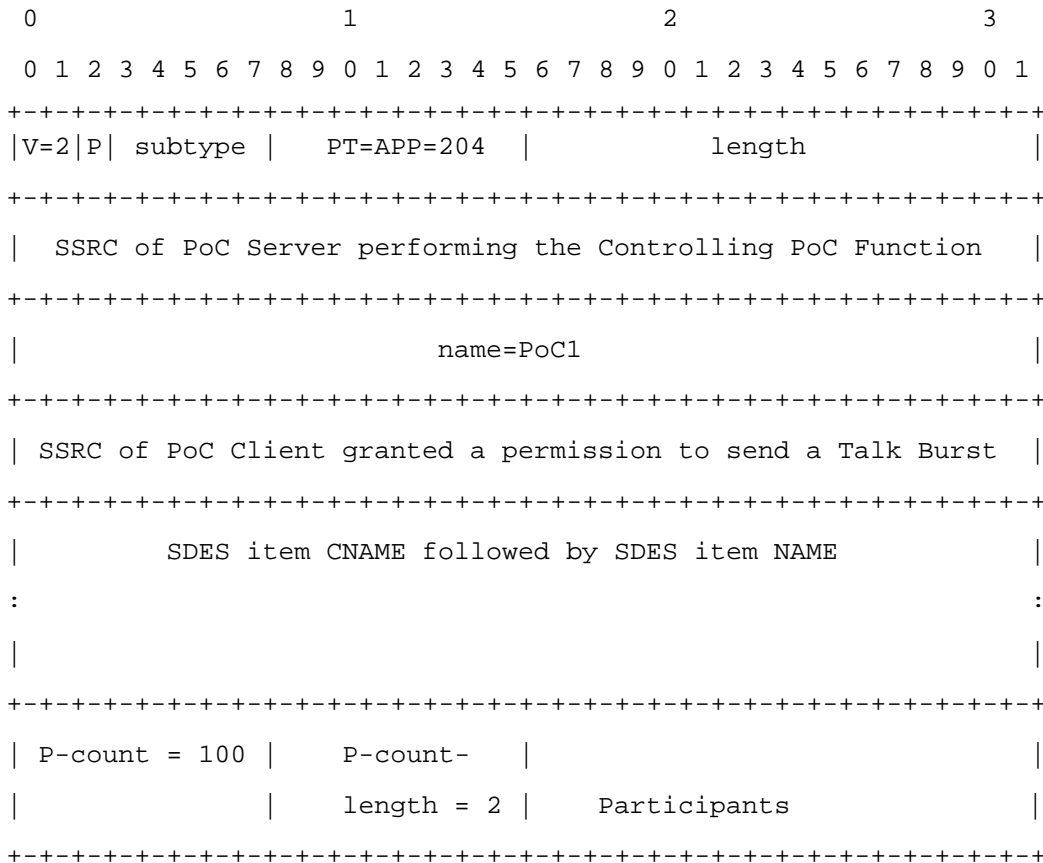 0                   1                   2                   3
0 1 2 3 4 5 6 7 8 9 0 1 2 3 4 5 6 7 8 9 0 1 2 3 4 5 6 7 8 9 0 1
+-+-+-+-+-+-+-+-+-+-+-+-+-+-+-+-+-+-+-+-+-+-+-+-+-+-+-+-+-+-+-+-+
|V=2|P| subtype |   PT=APP=204  |           length              |
+-+-+-+-+-+-+-+-+-+-+-+-+-+-+-+-+-+-+-+-+-+-+-+-+-+-+-+-+-+-+-+-+
|  SSRC of PoC Server performing the Controlling PoC Function   |
+-+-+-+-+-+-+-+-+-+-+-+-+-+-+-+-+-+-+-+-+-+-+-+-+-+-+-+-+-+-+-+-+
|                          name=PoC1                            |
+-+-+-+-+-+-+-+-+-+-+-+-+-+-+-+-+-+-+-+-+-+-+-+-+-+-+-+-+-+-+-+-+
| SSRC of PoC Client granted a permission to send a Talk Burst  |
+-+-+-+-+-+-+-+-+-+-+-+-+-+-+-+-+-+-+-+-+-+-+-+-+-+-+-+-+-+-+-+-+
|         SDES item CNAME followed by SDES item NAME            |
:                                                               :
|                                                               |
+-+-+-+-+-+-+-+-+-+-+-+-+-+-+-+-+-+-+-+-+-+-+-+-+-+-+-+-+-+-+-+-+
| P-count = 100 |    P-count-   |                               |
|               |    length = 2 |    Participants               |
+-+-+-+-+-+-+-+-+-+-+-+-+-+-+-+-+-+-+-+-+-+-+-+-+-+-+-+-+-+-+-+-+